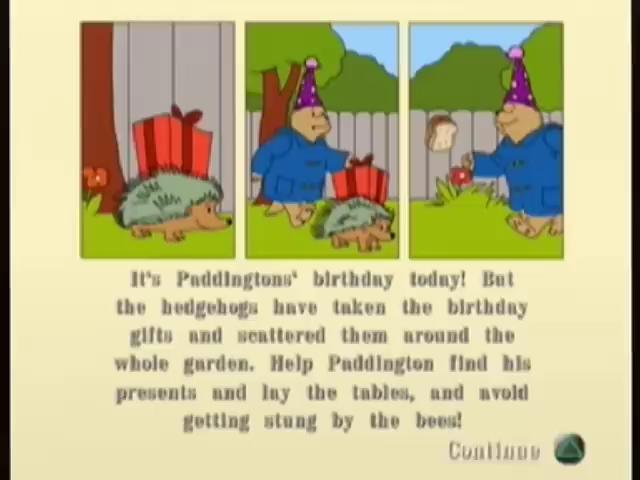 It's Paddingtons' birthday today! But
the hedgehogs have taken the birthday
gifts and scattered them around the
whole garden. Help Paddington find his
presents and lay the tables, and avoid
getting stung by the bees!
Continue